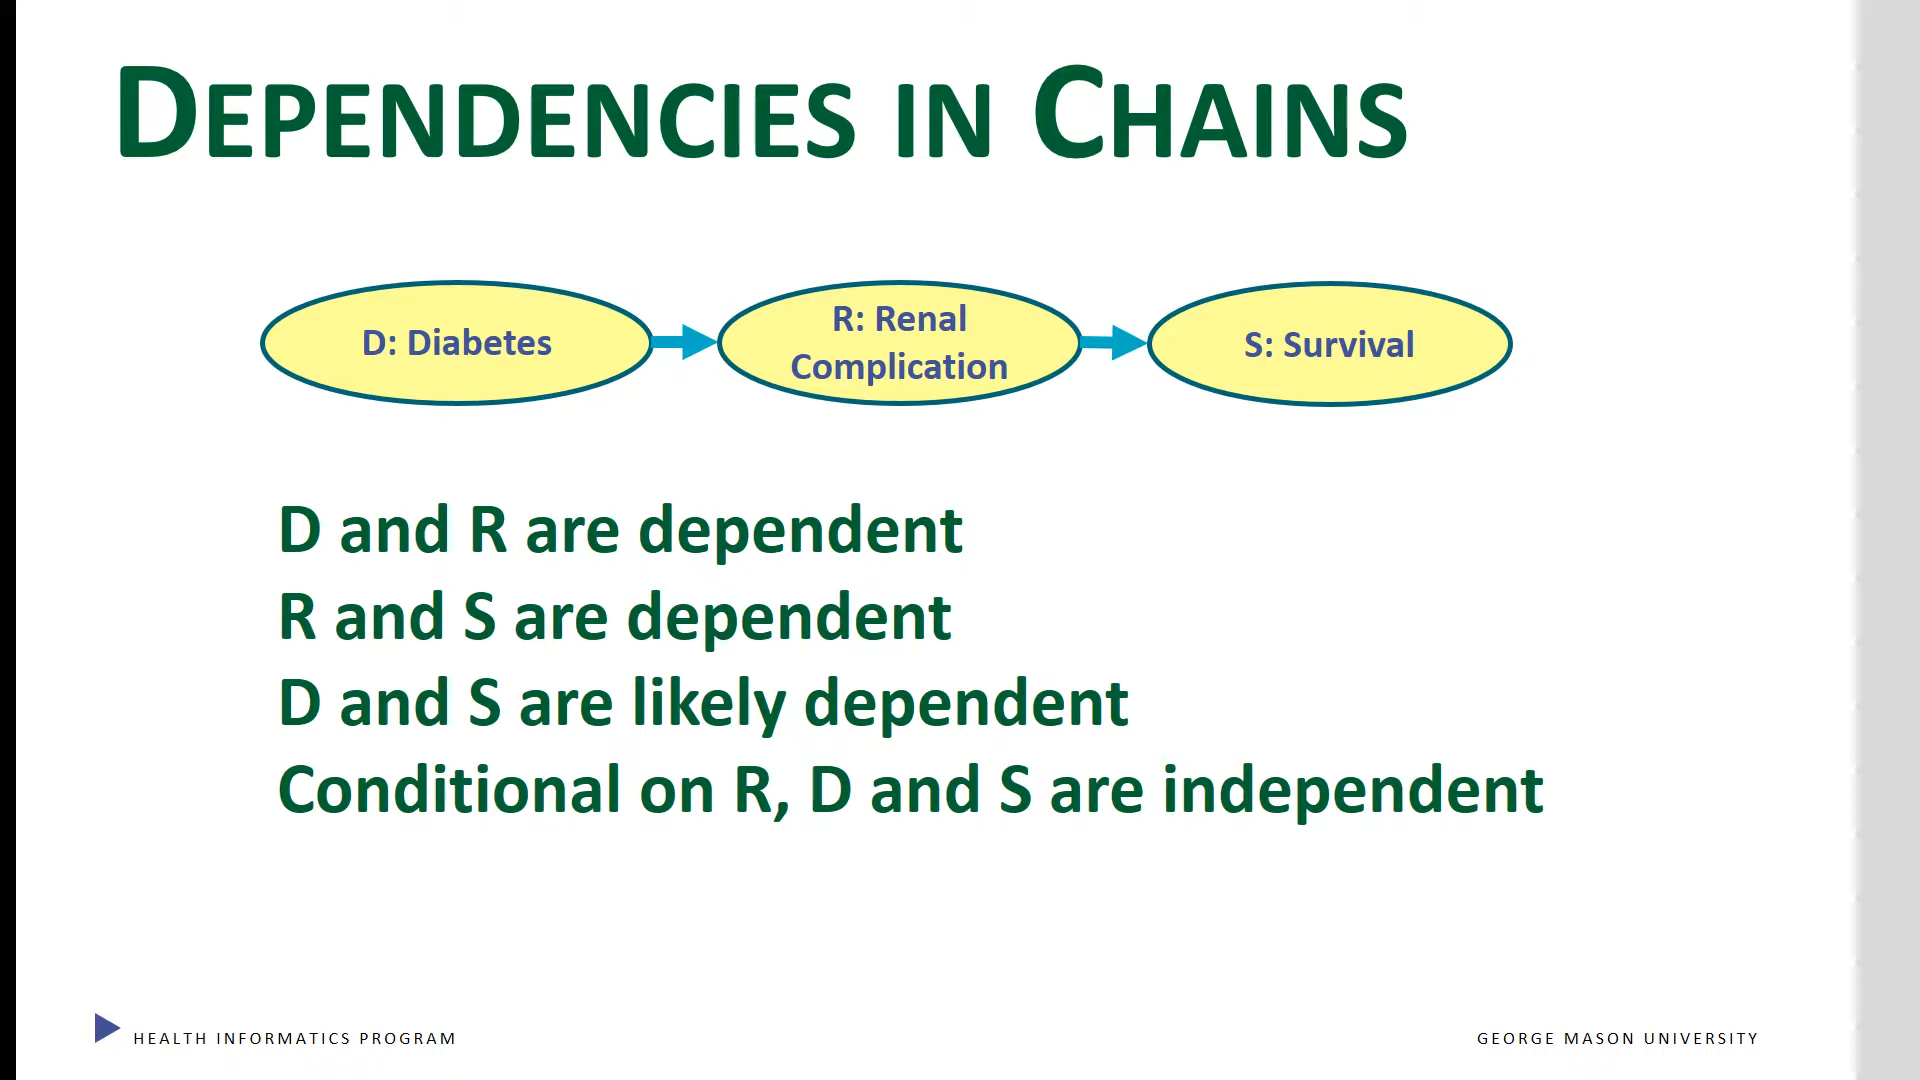 DEPENDENCIES IN CHAINS
D: Diabetes
R: Renal
Complication
S: Survival
D and R are dependent
R and S are dependent
D and S are likely dependent
Conditional on R, D and S are independent
HEALTH INFORMATICS PROGRAM
GEORGE MASON UNIVERSITY